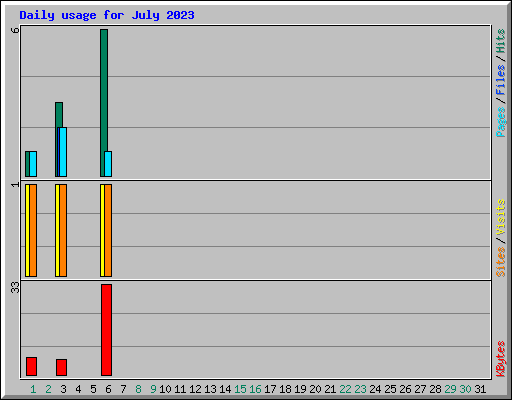 Daily usage for July 2023
6
1
33
Pages / Files / Hits
Sites / Visits
KBytes
1 2 3 4 5 6 7 8 9 10 11 12 13 14 15 16 17 18 19 20 21 22 23 24 25 26 27 28 29 30 31